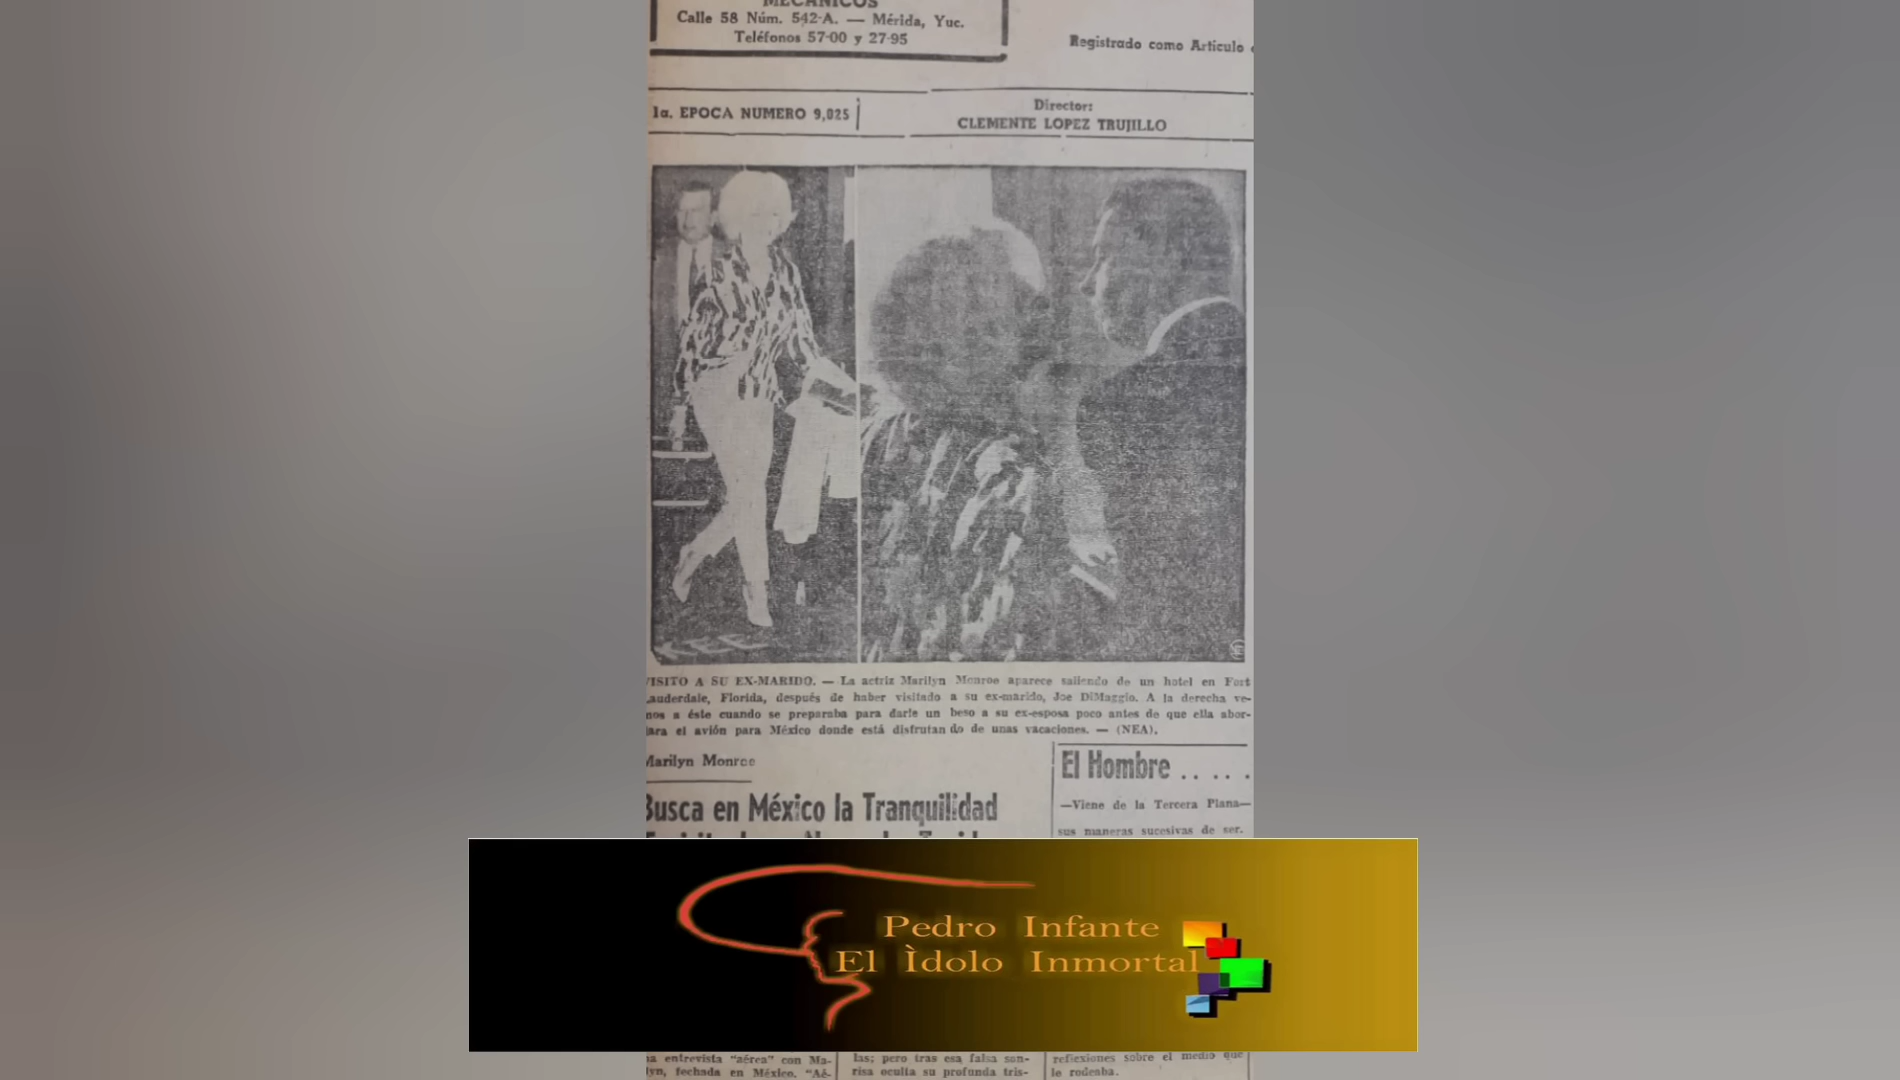 MECANICOS
Calle 58 Núm. 542-A. — Mérida, Yuc.
Teléfonos 57-00 y 27-95
Registrado como Artículo
1a. EPOCA NUMERO 9,025
Director:
CLEMENTE LOPEZ TRUJILLO
VISITO A SU EX-MARIDO. — La actriz Marilyn Monroe aparece saliendo de un hotel en Fort
Lauderdale, Florida, después de haber visitado a su ex-marido, Joe DiMaggio. A la derecha ve-
mos a éste cuando se preparaba para darle un beso a su ex-esposa poco antes de que ella abor-
dara el avión para México donde está disfrutando de unas vacaciones. — (NEA).
Marilyn Monroe
Busca en México la Tranquilidad
El Hombre . . . . .
—Viene de la Tercera Plana—
sus maneras sucesivas de ser.
Pedro Infante
El Ìdolo Inmortal
na entrevista "aérea" con Ma-
lyn, fechada en México. "Aé-
las; pero tras esa falsa son-
risa oculta su profunda tris-
reflexiones sobre el medio que
le rodeaba.